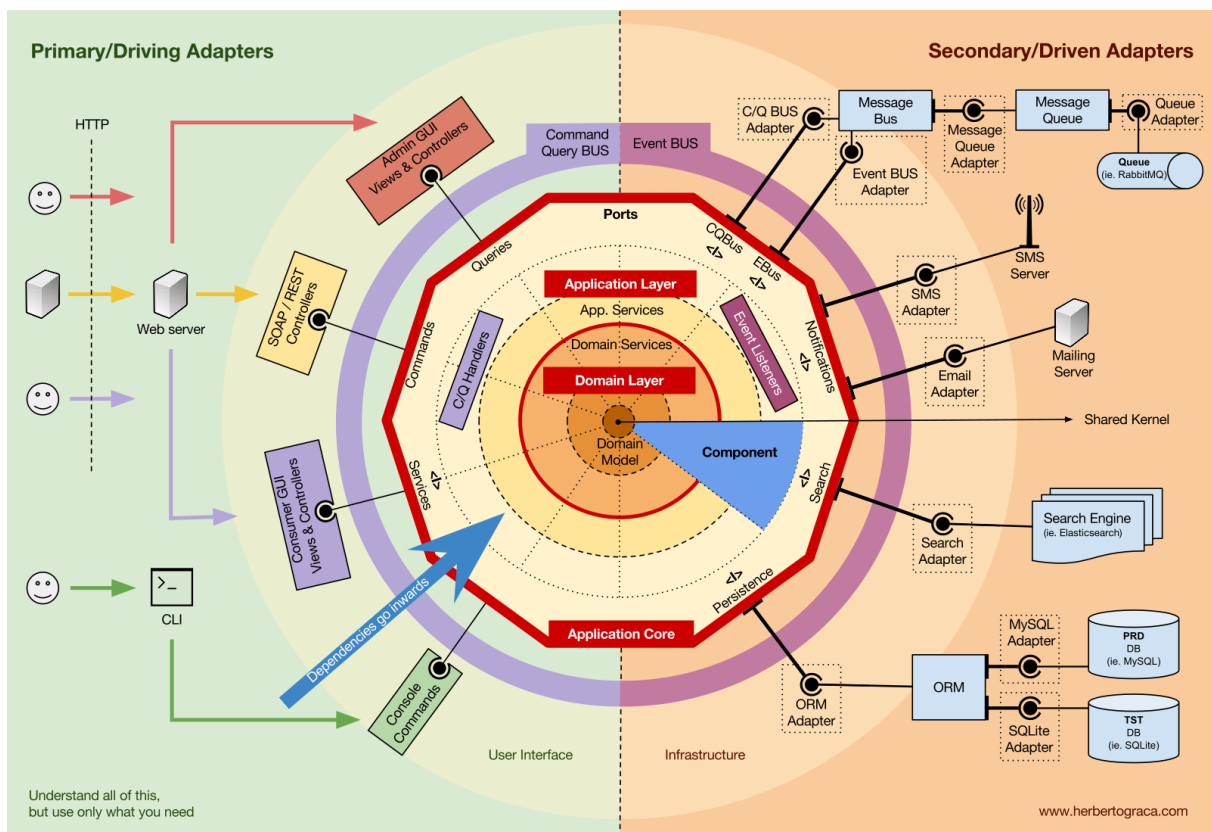 Primary/Driving Adapters
Secondary/Driven Adapters
HTTP
Web server
CLI
Admin GUI
Views & Controllers
SOAP / REST
Controllers
Consumer GUI
Views & Controllers
Console
Commands
Command
Query BUS
Event BUS
Ports
Queries
Commands
Services
</>
CQBus
</>
EBus
</>
Notifications
</>
Search
</>
Persistence
</>
Application Layer
App. Services
Domain Services
Domain Layer
Domain
Model
C/Q Handlers
Event Listeners
Component
Application Core
Dependencies go inwards
Shared Kernel
C/Q BUS
Adapter
Message
Bus
Event BUS
Adapter
Message
Queue
Adapter
Message
Queue
Queue
Adapter
Queue
(ie. RabbitMQ)
SMS
Server
SMS
Adapter
Mailing
Server
Email
Adapter
Search Engine
(ie. Elasticsearch)
Search
Adapter
ORM
Adapter
ORM
MySQL
Adapter
PRD
DB
(ie. MySQL)
SQLite
Adapter
TST
DB
(ie. SQLite)
User Interface
Infrastructure
Understand all of this,
but use only what you need
www.herbertograca.com